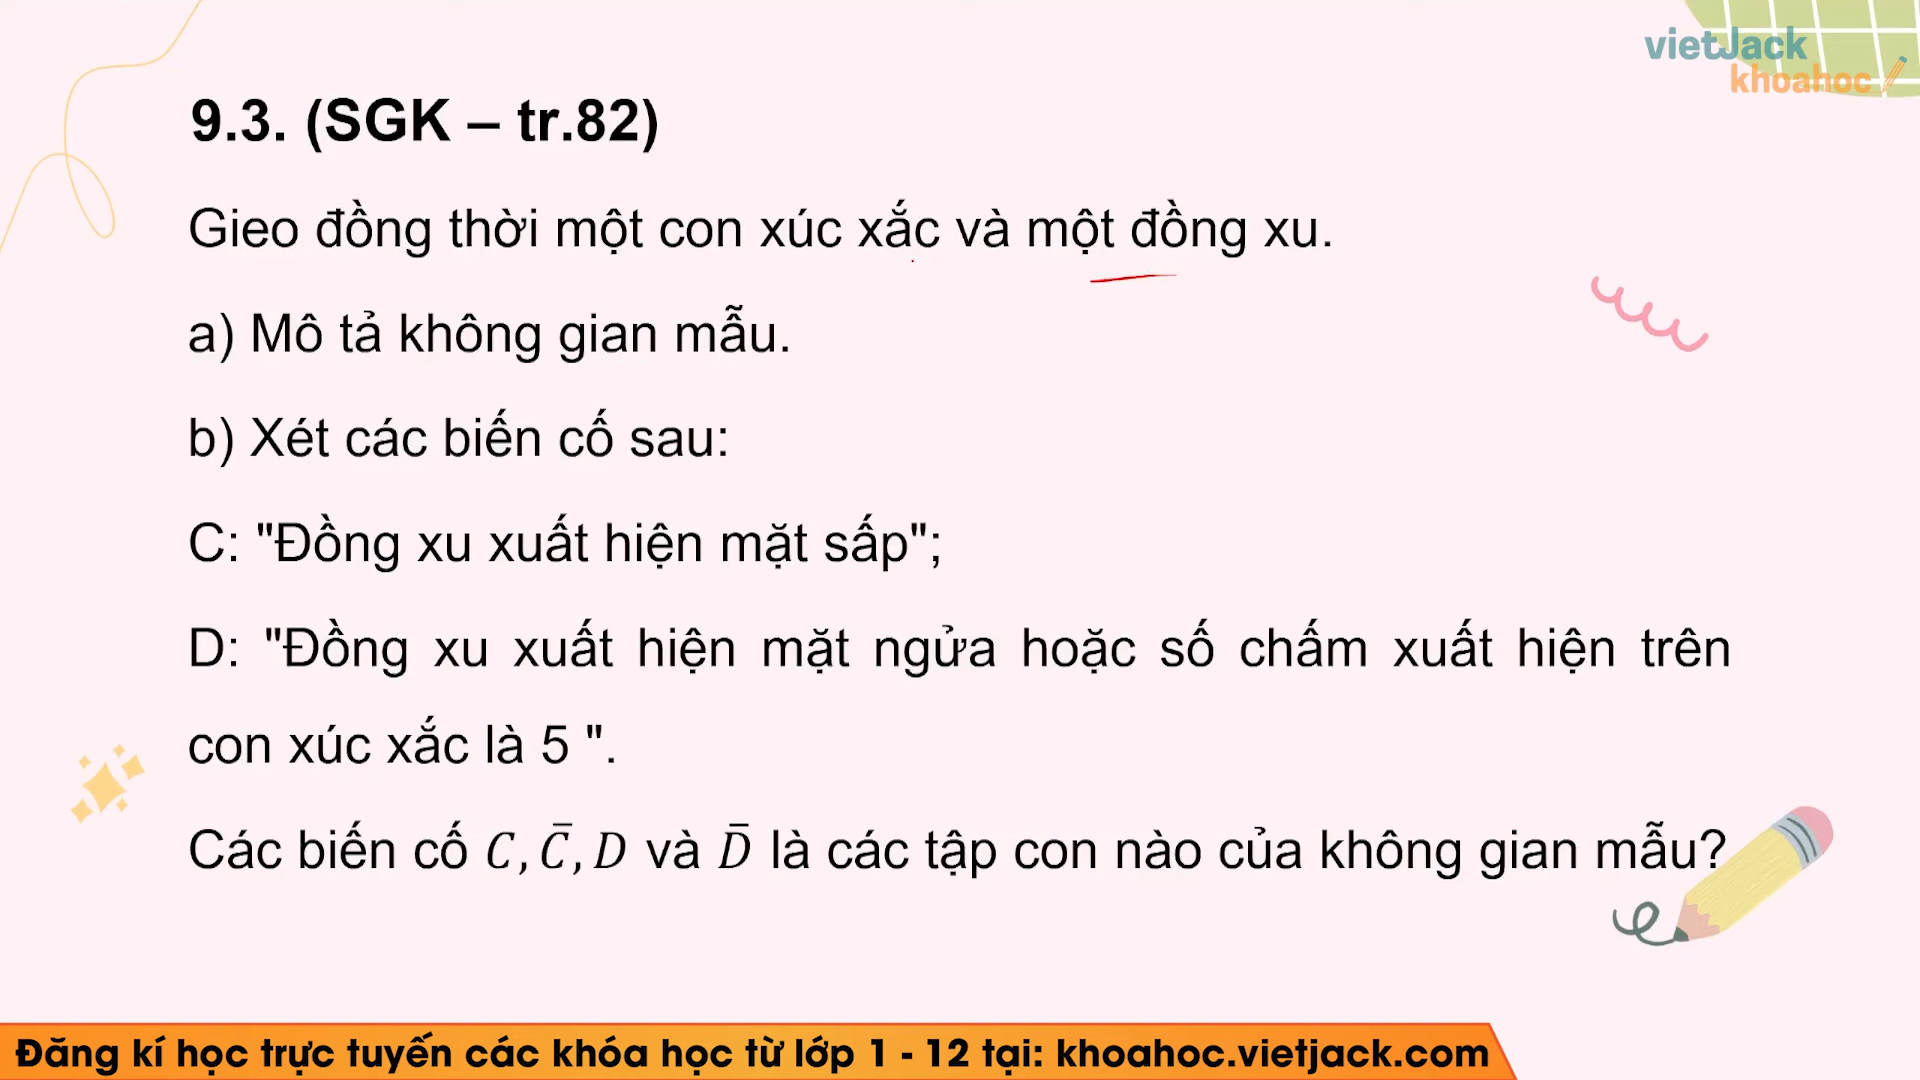 vietJack
khoahoc
9.3. (SGK – tr.82)
Gieo đồng thời một con xúc xắc và một đồng xu.
a) Mô tả không gian mẫu.
b) Xét các biến cố sau:
C: "Đồng xu xuất hiện mặt sấp";
D: "Đồng xu xuất hiện mặt ngửa hoặc số chấm xuất hiện trên
con xúc xắc là 5 ".
Các biến cố C, C̄, D và D̄ là các tập con nào của không gian mẫu?
Đăng kí học trực tuyến các khóa học từ lớp 1 - 12 tại: khoahoc.vietjack.com